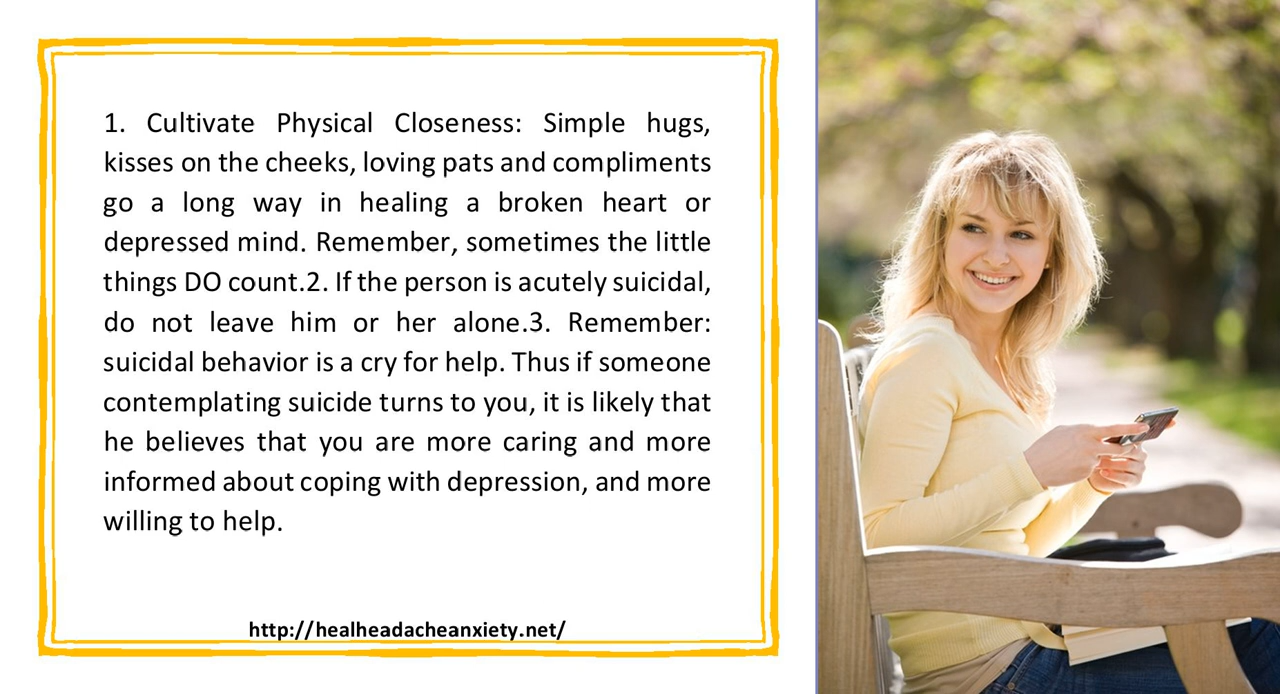 1. Cultivate Physical Closeness: Simple hugs,
kisses on the cheeks, loving pats and compliments
go a long way in healing a broken heart or
depressed mind. Remember, sometimes the little
things DO count.2. If the person is acutely suicidal,
do not leave him or her alone.3. Remember:
suicidal behavior is a cry for help. Thus if someone
contemplating suicide turns to you, it is likely that
he believes that you are more caring and more
informed about coping with depression, and more
willing to help.
http://healheadacheanxiety.net/